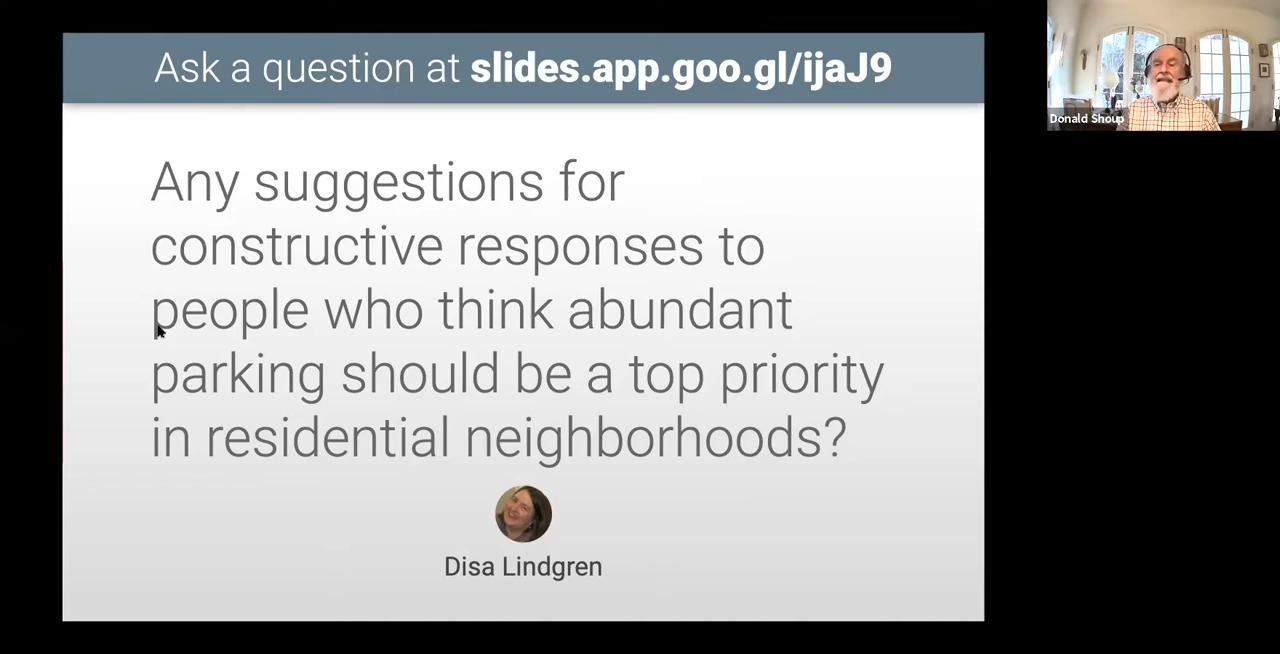 Ask a question at slides.app.goo.gl/ijaJ9
Any suggestions for
constructive responses to
people who think abundant
parking should be a top priority
in residential neighborhoods?
Disa Lindgren
Donald Shoup